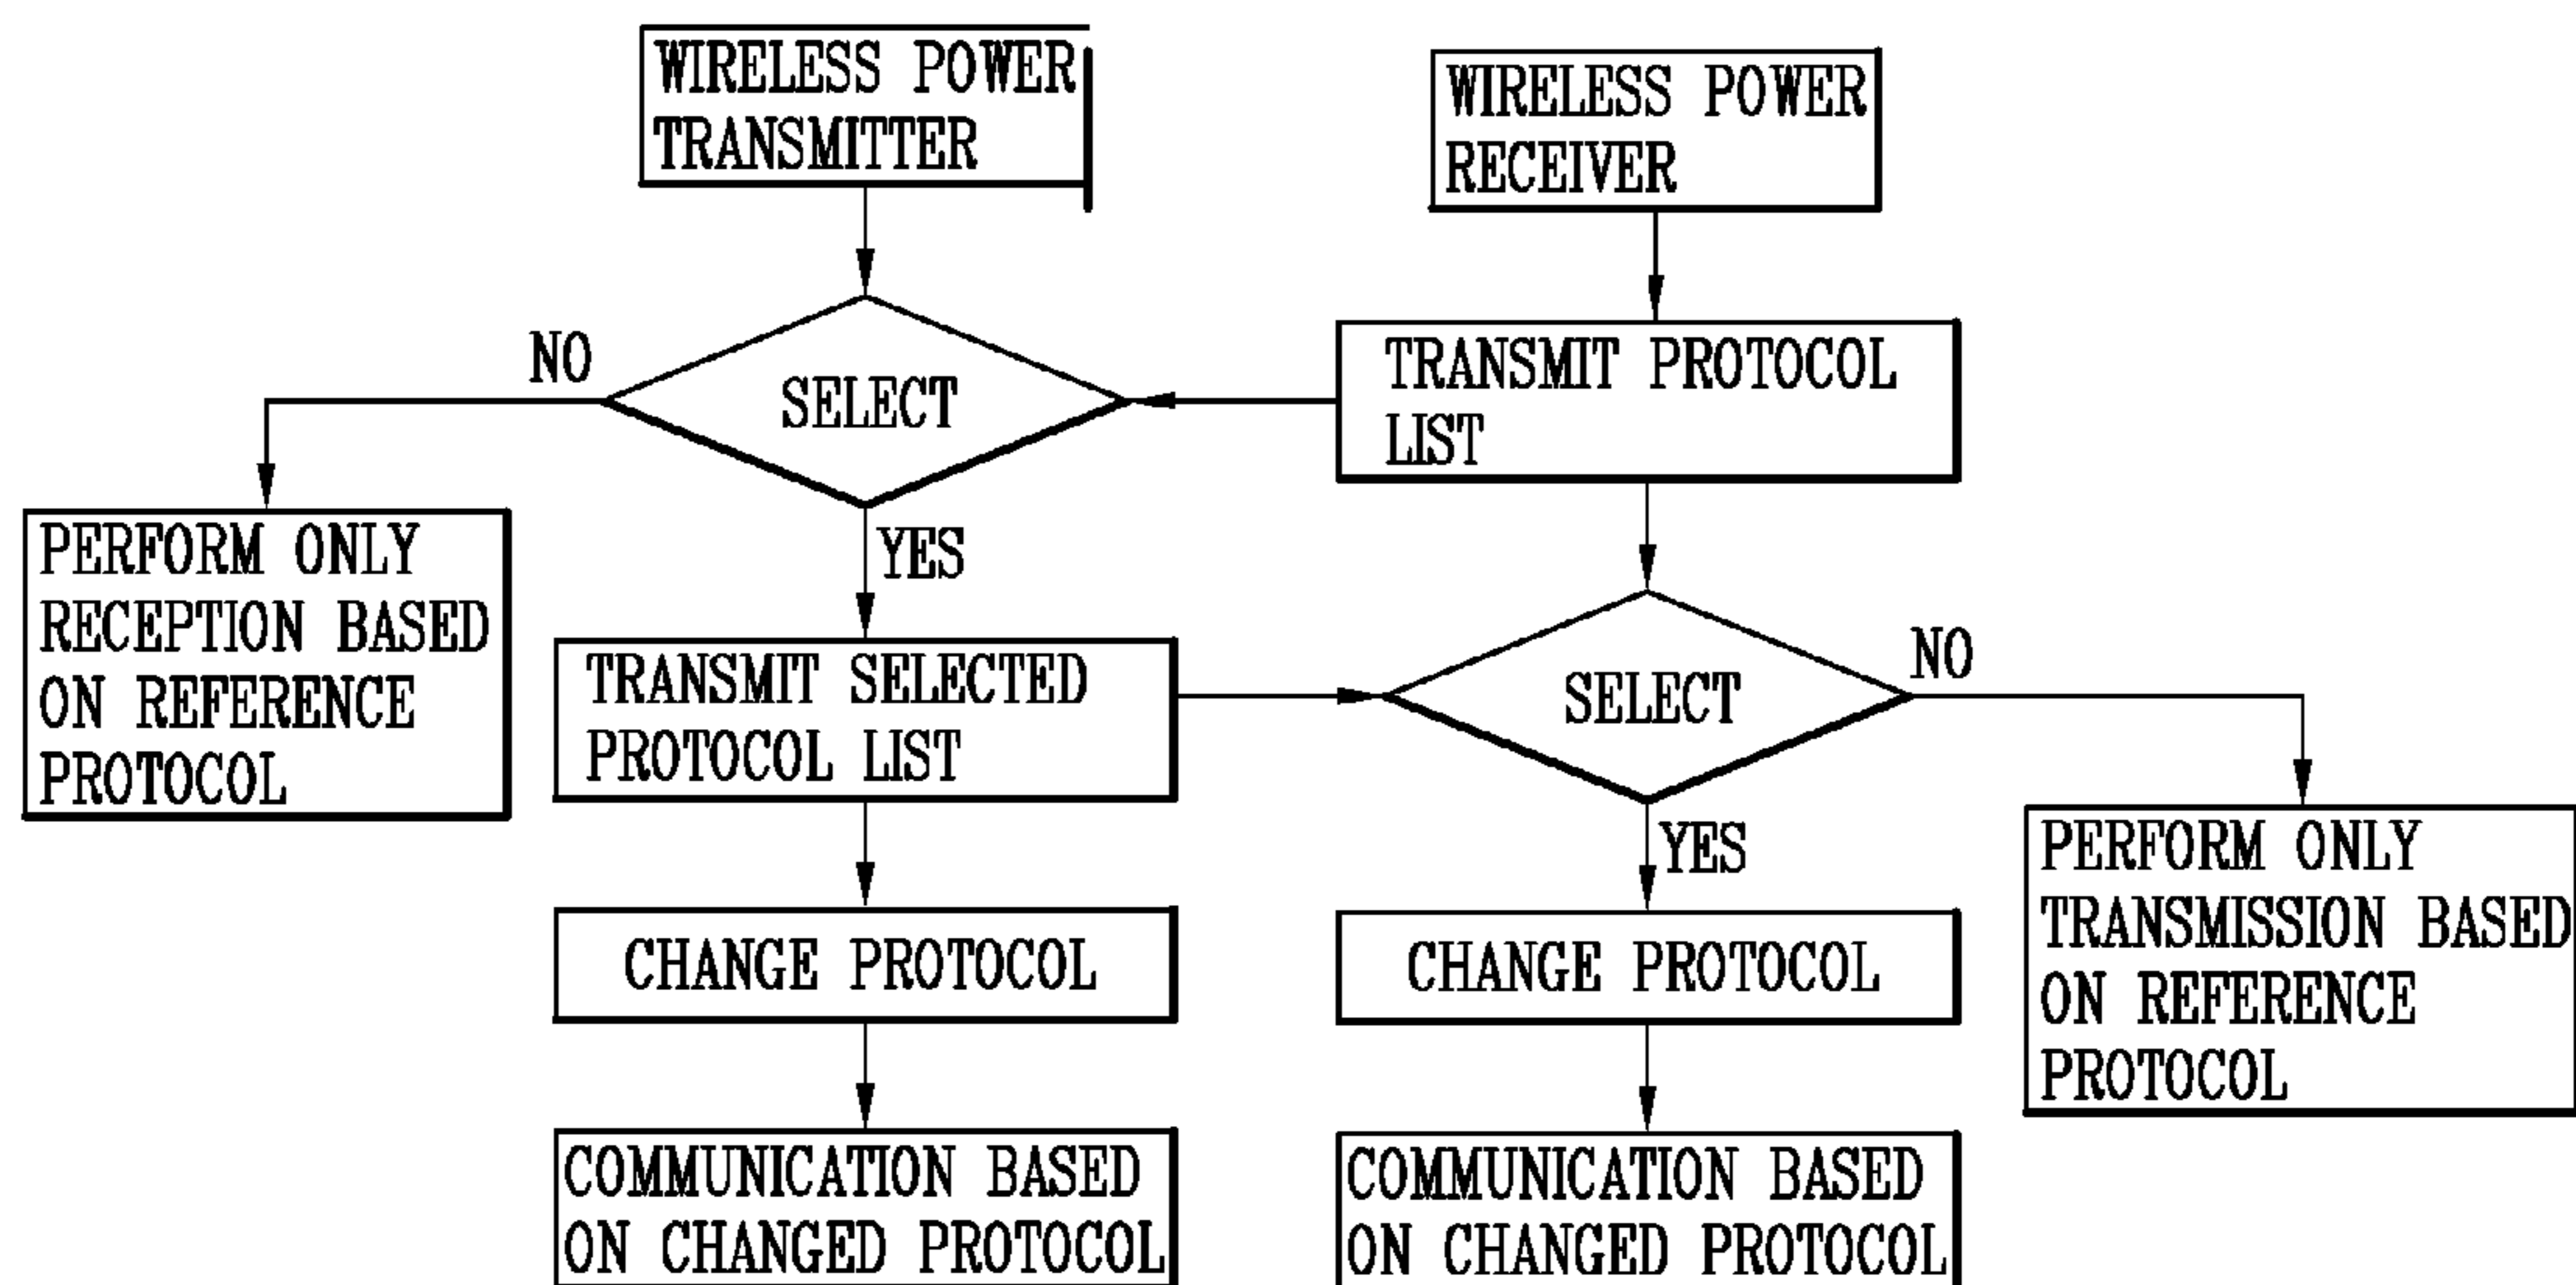 WIRELESS POWER
TRANSMITTER
WIRELESS POWER
RECEIVER
NO
SELECT
TRANSMIT PROTOCOL
LIST
PERFORM ONLY
RECEPTION BASED
ON REFERENCE
PROTOCOL
YES
TRANSMIT SELECTED
PROTOCOL LIST
SELECT
NO
YES
PERFORM ONLY
TRANSMISSION BASED
ON REFERENCE
PROTOCOL
CHANGE PROTOCOL
CHANGE PROTOCOL
COMMUNICATION BASED
ON CHANGED PROTOCOL
COMMUNICATION BASED
ON CHANGED PROTOCOL